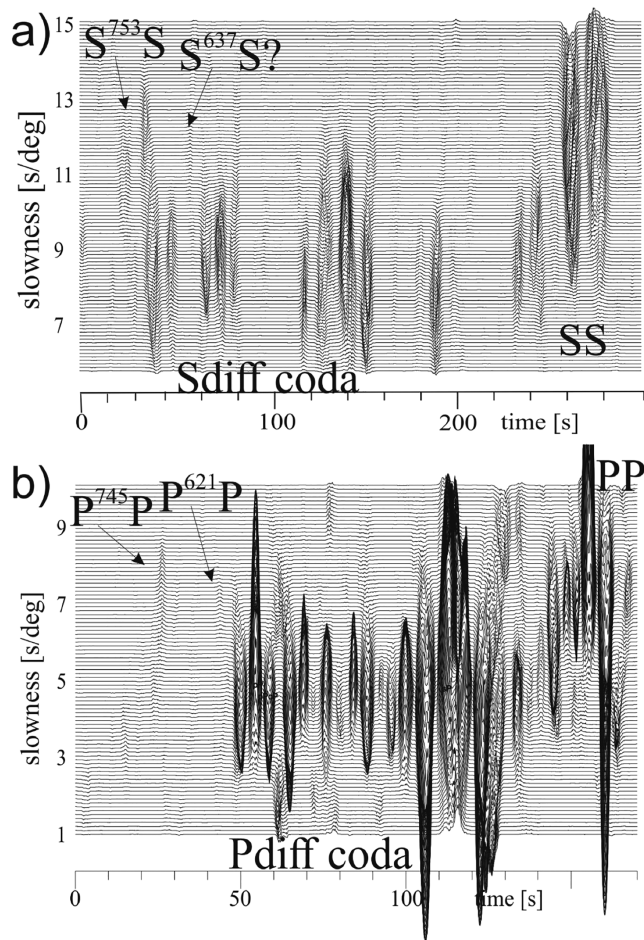 a)
S⁷⁵³S S⁶³⁷S?
15
13
11
9
7
slowness [s/deg]
SS
Sdiff coda
0 100 200 time [s]
b)
P⁷⁴⁵P P⁶²¹P PP
9
7
5
3
1
slowness [s/deg]
Pdiff coda
50 100 time [s]